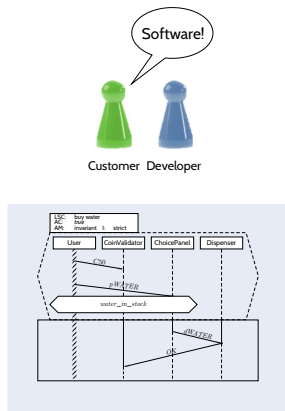 Software!
Customer Developer
LSC: buy water
AC: true
AM: invariant I: strict
User CoinValidator ChoicePanel Dispenser
C50
pWATER
water_in_stock
dWATER
OK